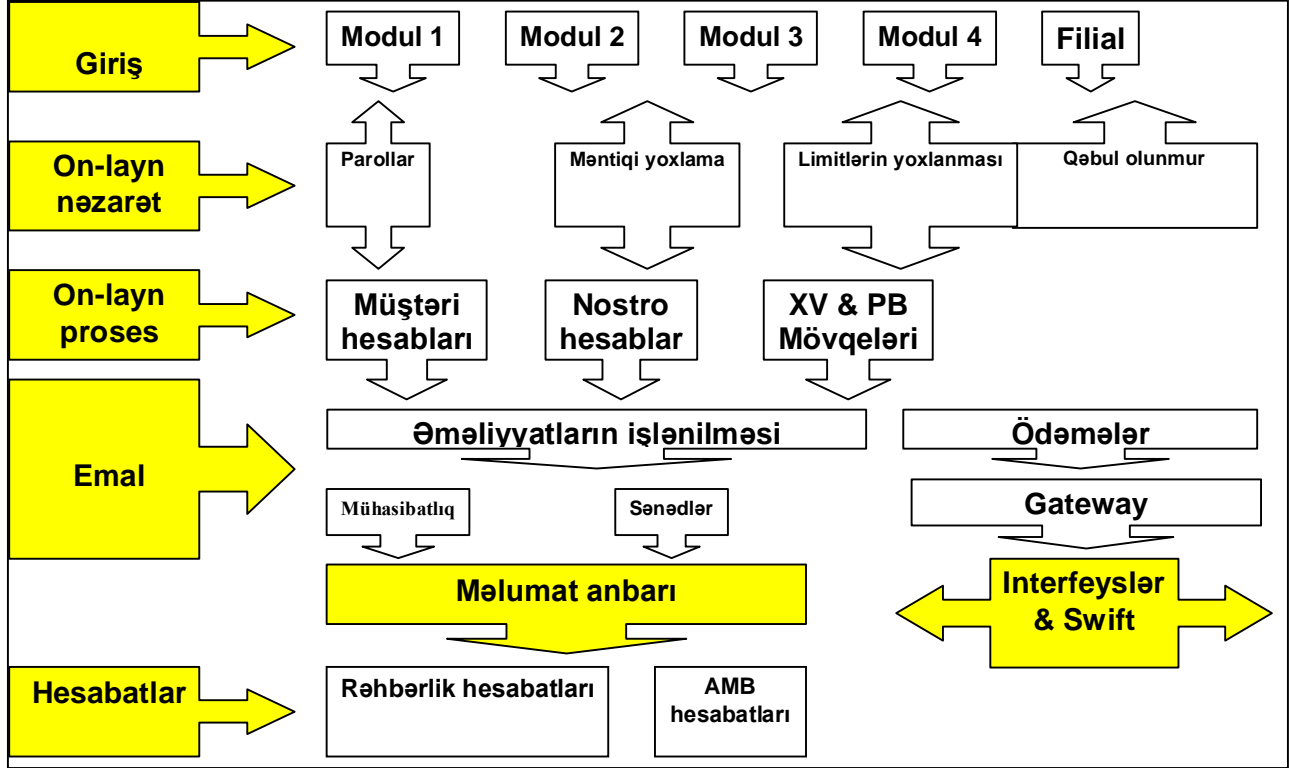 Giriş
Modul 1
Modul 2
Modul 3
Modul 4
Filial
On-layn
nəzarət
Parollar
Məntiqi yoxlama
Limitlərin yoxlanması
Qəbul olunmur
On-layn
proses
Müştəri
hesabları
Nostro
hesablar
XV & PB
Mövqeləri
Emal
Əməliyyatların işlənilməsi
Ödəmələr
Mühasibatlıq
Sənədlər
Gateway
Məlumat anbarı
Interfeyslər
& Swift
Hesabatlar
Rəhbərlik hesabatları
AMB
hesabatları